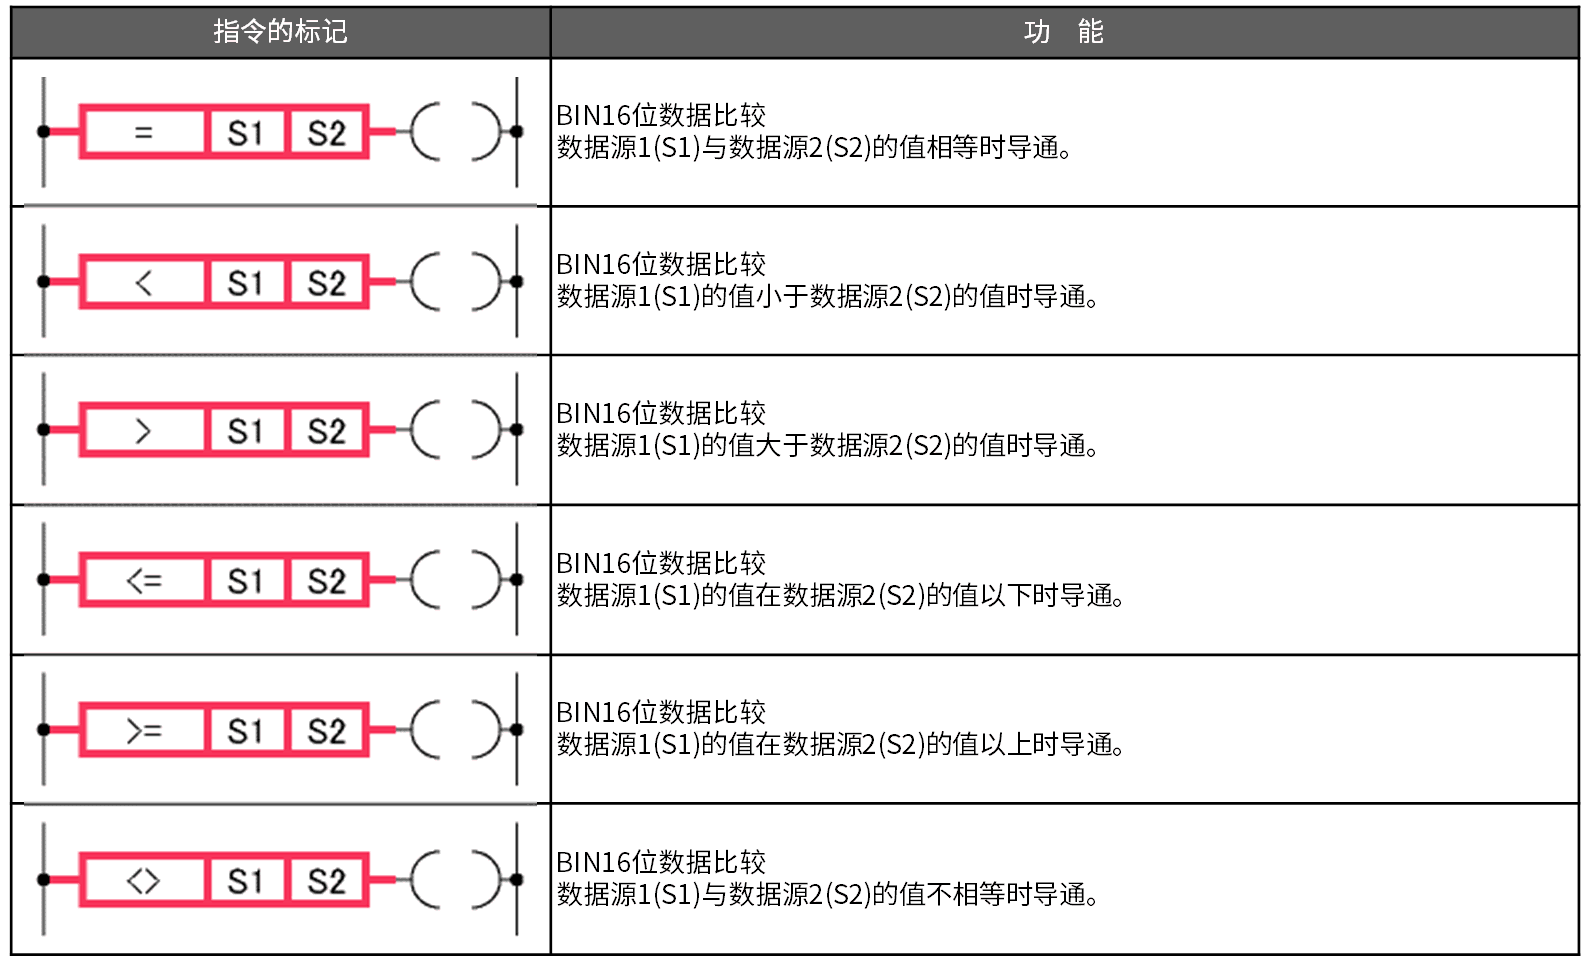 指令的标记
功　能
= S1 S2
BIN16位数据比较
数据源1(S1)与数据源2(S2)的值相等时导通。
< S1 S2
BIN16位数据比较
数据源1(S1)的值小于数据源2(S2)的值时导通。
> S1 S2
BIN16位数据比较
数据源1(S1)的值大于数据源2(S2)的值时导通。
<= S1 S2
BIN16位数据比较
数据源1(S1)的值在数据源2(S2)的值以下时导通。
>= S1 S2
BIN16位数据比较
数据源1(S1)的值在数据源2(S2)的值以上时导通。
<> S1 S2
BIN16位数据比较
数据源1(S1)与数据源2(S2)的值不相等时导通。